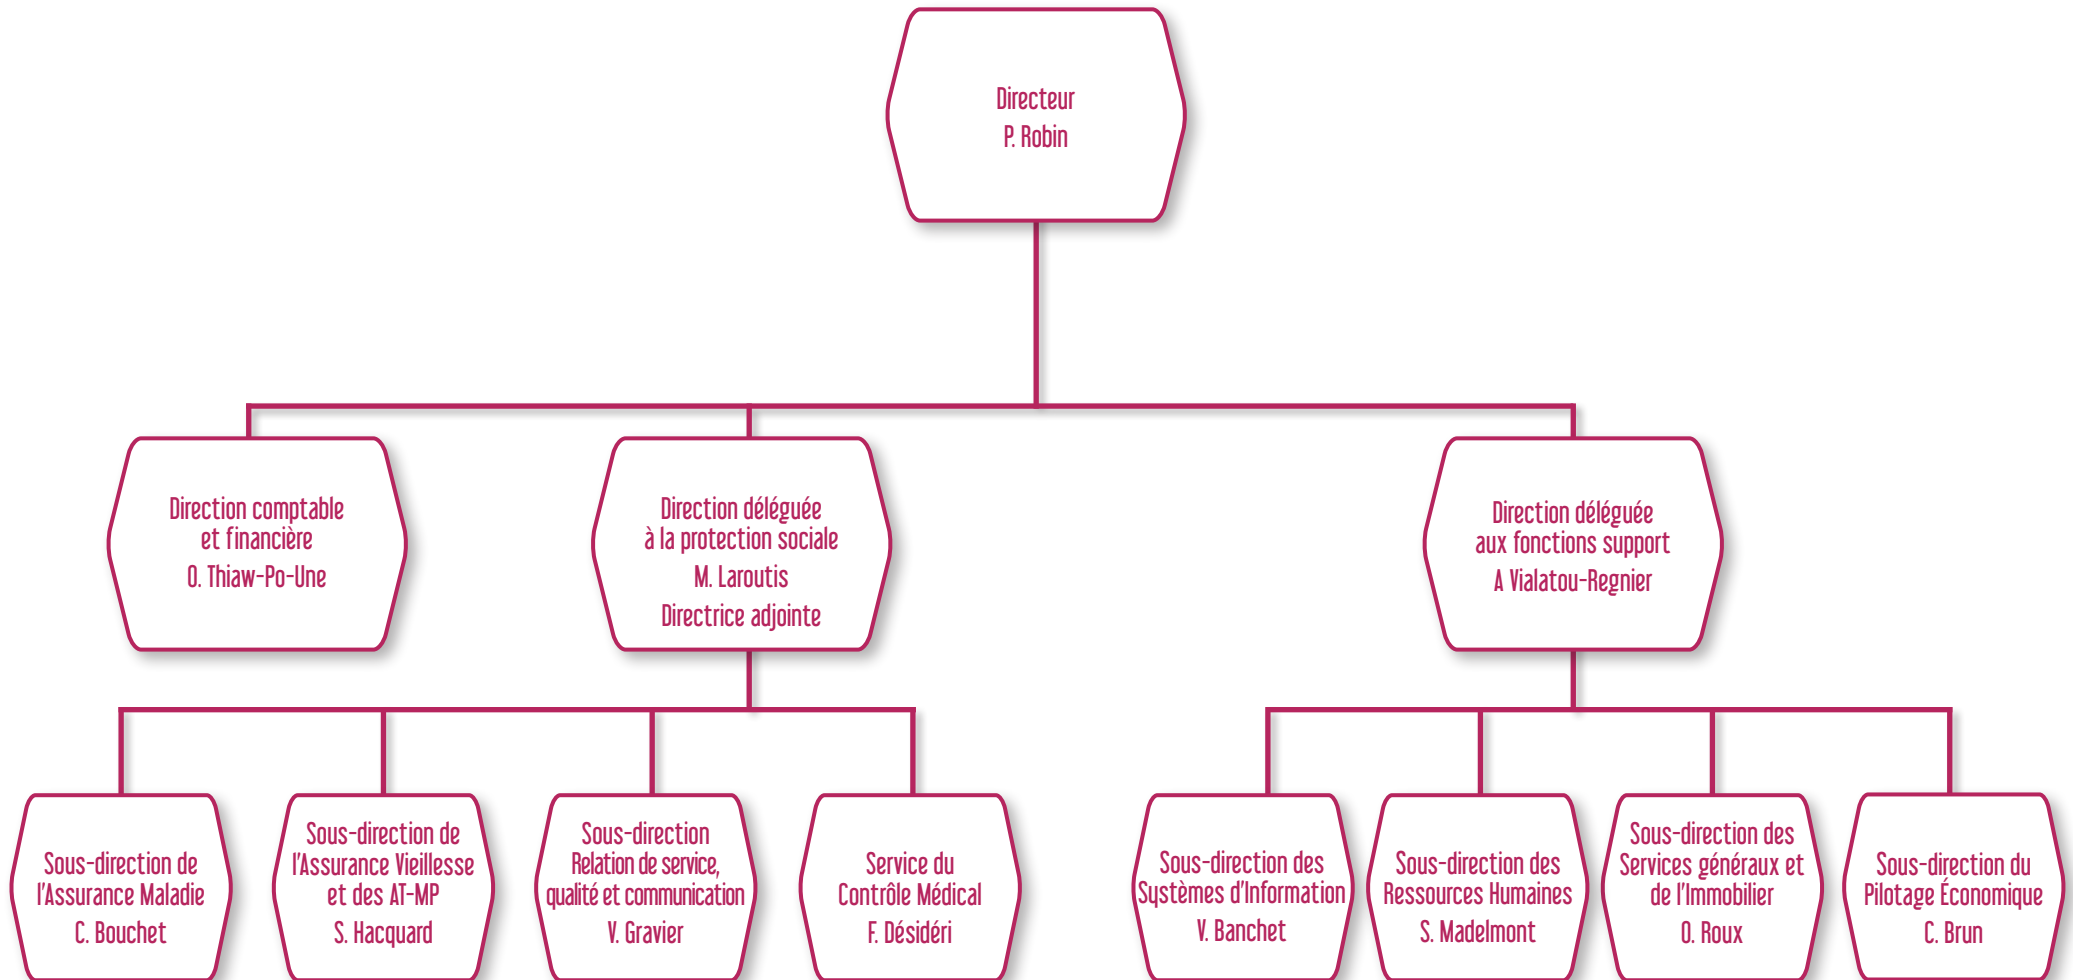 Directeur
P. Robin
Direction comptable
et financière
O. Thiaw-Po-Une
Direction déléguée
à la protection sociale
M. Laroutis
Directrice adjointe
Direction déléguée
aux fonctions support
A Vialatou-Regnier
Sous-direction de
l'Assurance Maladie
C. Bouchet
Sous-direction de
l'Assurance Vieillesse
et des AT-MP
S. Hacquard
Sous-direction
Relation de service,
qualité et communication
V. Gravier
Service du
Contrôle Médical
F. Désidéri
Sous-direction des
Systèmes d'Information
V. Banchet
Sous-direction des
Ressources Humaines
S. Madelmont
Sous-direction des
Services généraux et
de l'Immobilier
O. Roux
Sous-direction du
Pilotage Économique
C. Brun